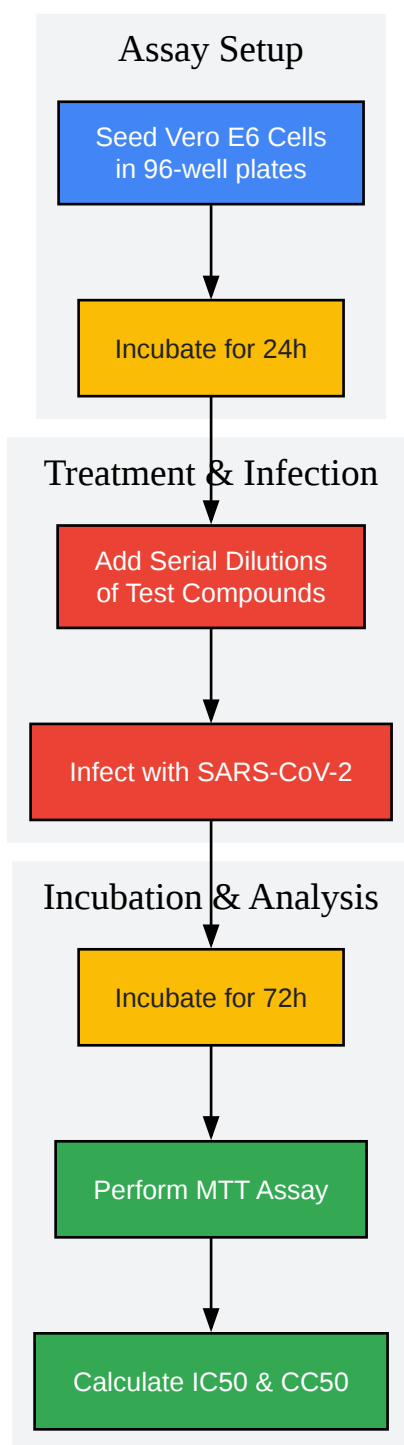 Assay Setup
Seed Vero E6 Cells
in 96-well plates
Incubate for 24h
Treatment & Infection
Add Serial Dilutions
of Test Compounds
Infect with SARS-CoV-2
Incubation & Analysis
Incubate for 72h
Perform MTT Assay
Calculate IC50 & CC50